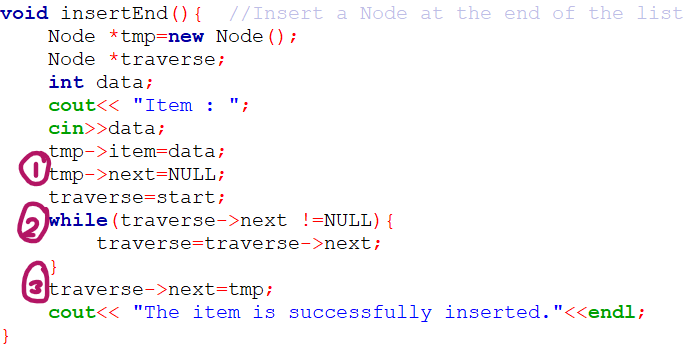 void insertEnd(){  //Insert a Node at the end of the list
    Node *tmp=new Node();
    Node *traverse;
    int data;
    cout<< "Item : ";
    cin>>data;
    tmp->item=data;
1   tmp->next=NULL;
    traverse=start;
2   while(traverse->next !=NULL){
        traverse=traverse->next;
    }
3   traverse->next=tmp;
    cout<< "The item is successfully inserted."<<endl;
}